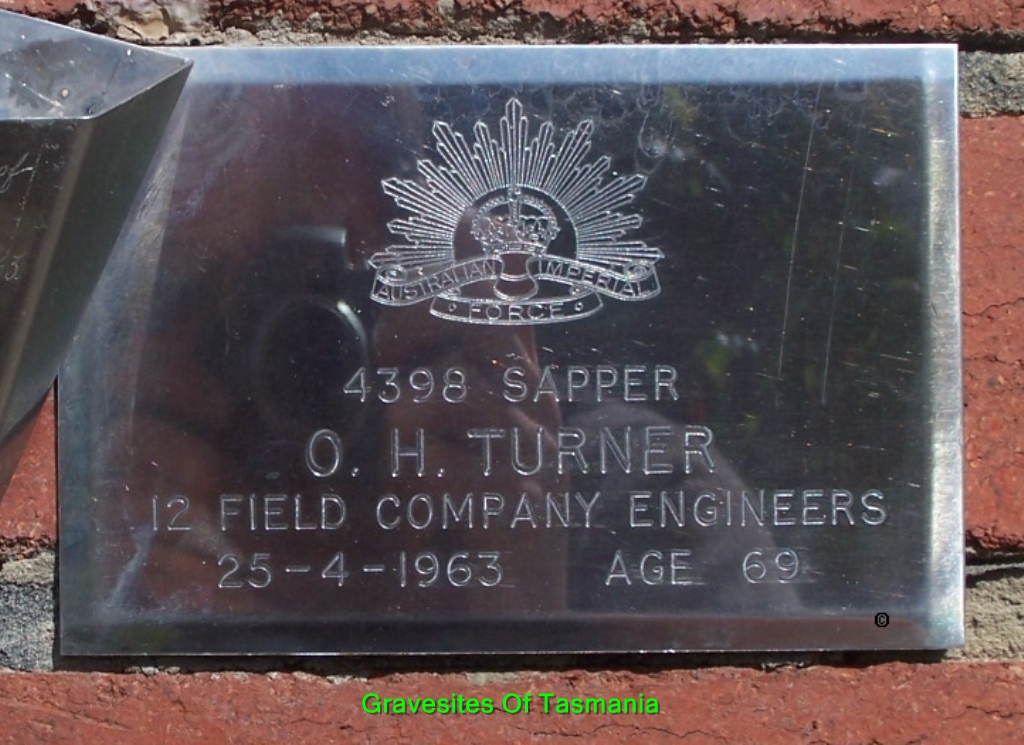 AUSTRALIAN IMPERIAL
FORCE
4398 SAPPER
O. H. TURNER
12 FIELD COMPANY ENGINEERS
25-4-1963 AGE 69
©
Gravesites Of Tasmania